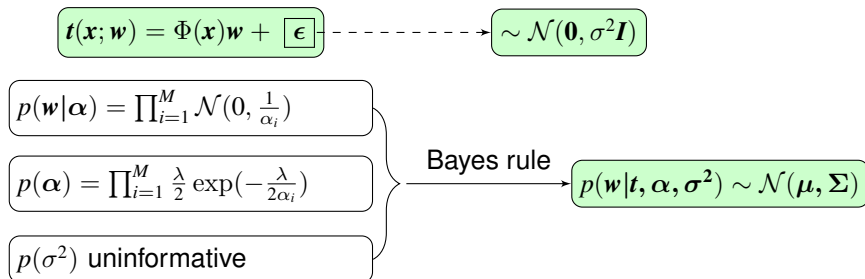 t(x; w) = Φ(x)w + ϵ
∼ N(0, σ²I)
p(w|α) = ∏_{i=1}^{M} N(0, 1/α_i)
p(α) = ∏_{i=1}^{M} λ/2 exp(−λ/2α_i)
p(σ²) uninformative
Bayes rule
p(w|t, α, σ²) ∼ N(μ, Σ)